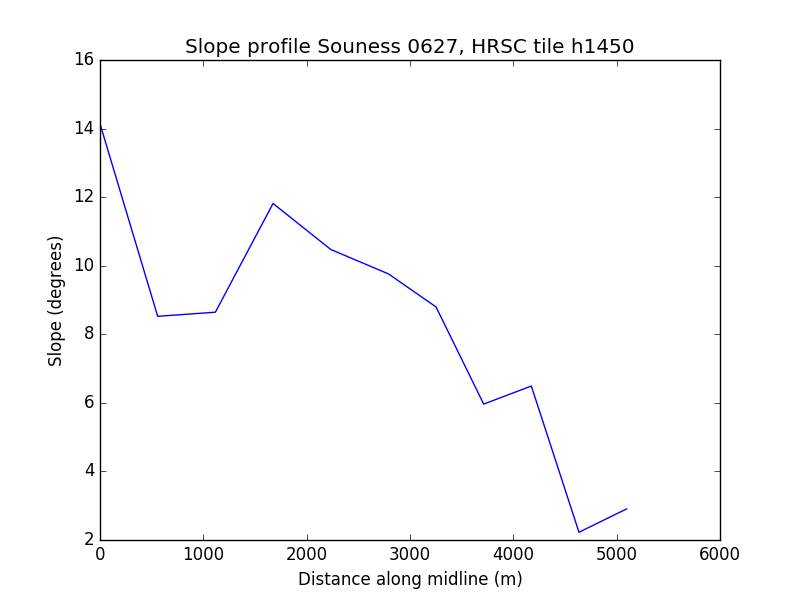 Slope profile Souness 0627, HRSC tile h1450
16
14
12
10
8
6
4
2
Slope (degrees)
0 1000 2000 3000 4000 5000 6000
Distance along midline (m)